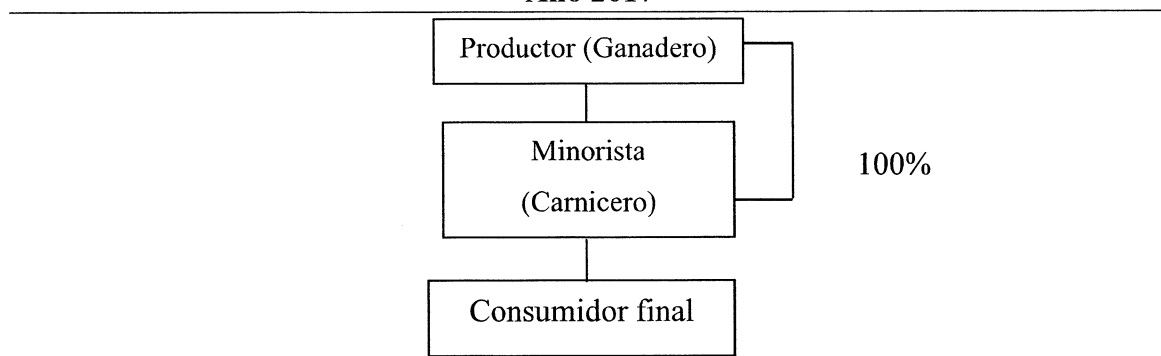 Productor (Ganadero)
Minorista
(Carnicero)
100%
Consumidor final